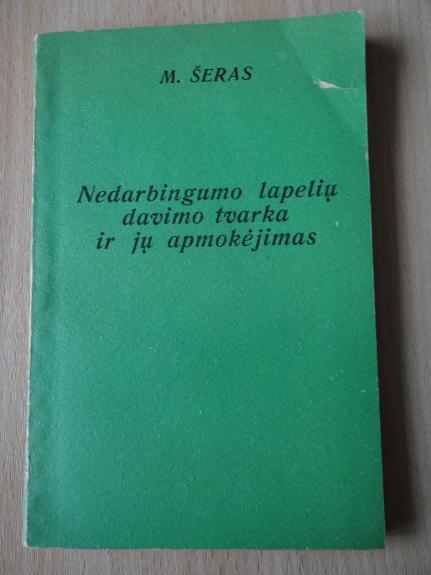 M. ŠERAS
Nedarbingumo lapelių
davimo tvarka
ir jų apmokėjimas